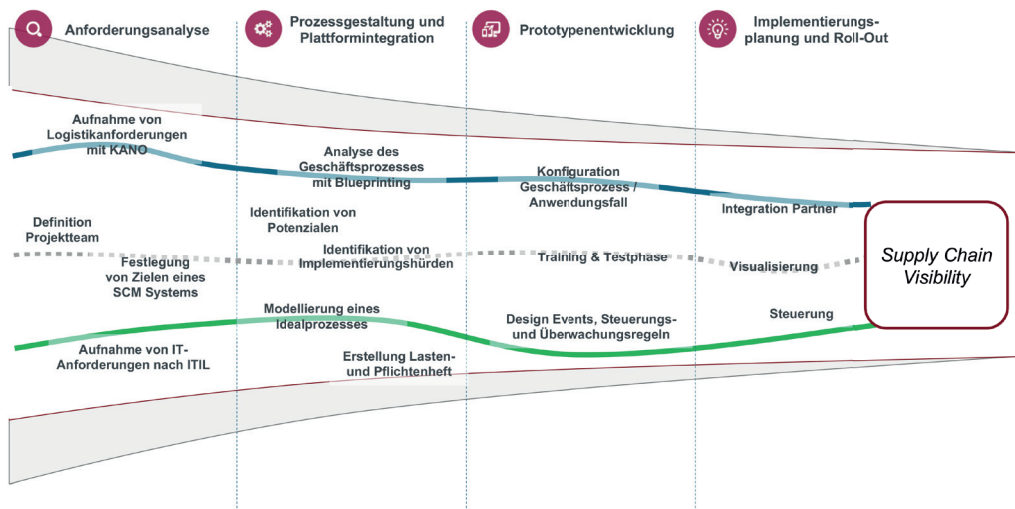 Anforderungsanalyse
Prozessgestaltung und
Plattformintegration
Prototypenentwicklung
Implementierungs-
planung und Roll-Out
Aufnahme von
Logistikanforderungen
mit KANO
Definition
Projektteam
Festlegung
von Zielen eines
SCM Systems
Aufnahme von IT-
Anforderungen nach ITIL
Analyse des
Geschäftsprozesses
mit Blueprinting
Identifikation von
Potenzialen
Identifikation von
Implementierungshürden
Modellierung eines
Idealprozesses
Erstellung Lasten-
und Pflichtenheft
Konfiguration
Geschäftsprozess /
Anwendungsfall
Training & Testphase
Design Events, Steuerungs-
und Überwachungsregeln
Integration Partner
Visualisierung
Steuerung
Supply Chain
Visibility